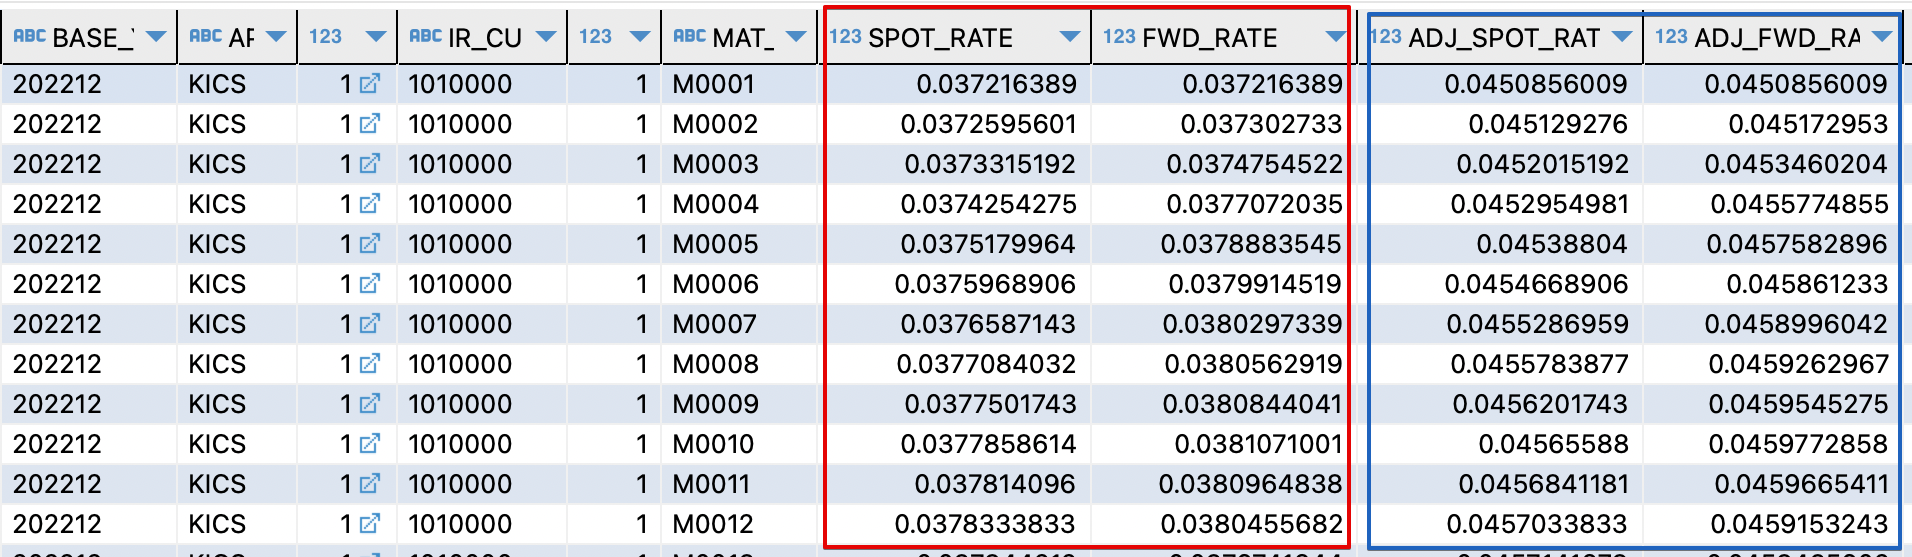 ABC BASE_Y ABC AF 123 ABC IR_CU 123 ABC MAT_ 123 SPOT_RATE 123 FWD_RATE 123 ADJ_SPOT_RAT 123 ADJ_FWD_RA
202212 KICS 1 1010000 1 M0001 0.037216389 0.037216389 0.0450856009 0.0450856009
202212 KICS 1 1010000 1 M0002 0.0372595601 0.037302733 0.045129276 0.045172953
202212 KICS 1 1010000 1 M0003 0.0373315192 0.0374754522 0.0452015192 0.0453460204
202212 KICS 1 1010000 1 M0004 0.0374254275 0.0377072035 0.0452954981 0.0455774855
202212 KICS 1 1010000 1 M0005 0.0375179964 0.0378883545 0.04538804 0.0457582896
202212 KICS 1 1010000 1 M0006 0.0375968906 0.0379914519 0.0454668906 0.045861233
202212 KICS 1 1010000 1 M0007 0.0376587143 0.0380297339 0.0455286959 0.0458996042
202212 KICS 1 1010000 1 M0008 0.0377084032 0.0380562919 0.0455783877 0.0459262967
202212 KICS 1 1010000 1 M0009 0.0377501743 0.0380844041 0.0456201743 0.0459545275
202212 KICS 1 1010000 1 M0010 0.0377858614 0.0381071001 0.04565588 0.0459772858
202212 KICS 1 1010000 1 M0011 0.037814096 0.0380964838 0.0456841181 0.0459665411
202212 KICS 1 1010000 1 M0012 0.0378333833 0.0380455682 0.0457033833 0.0459153243